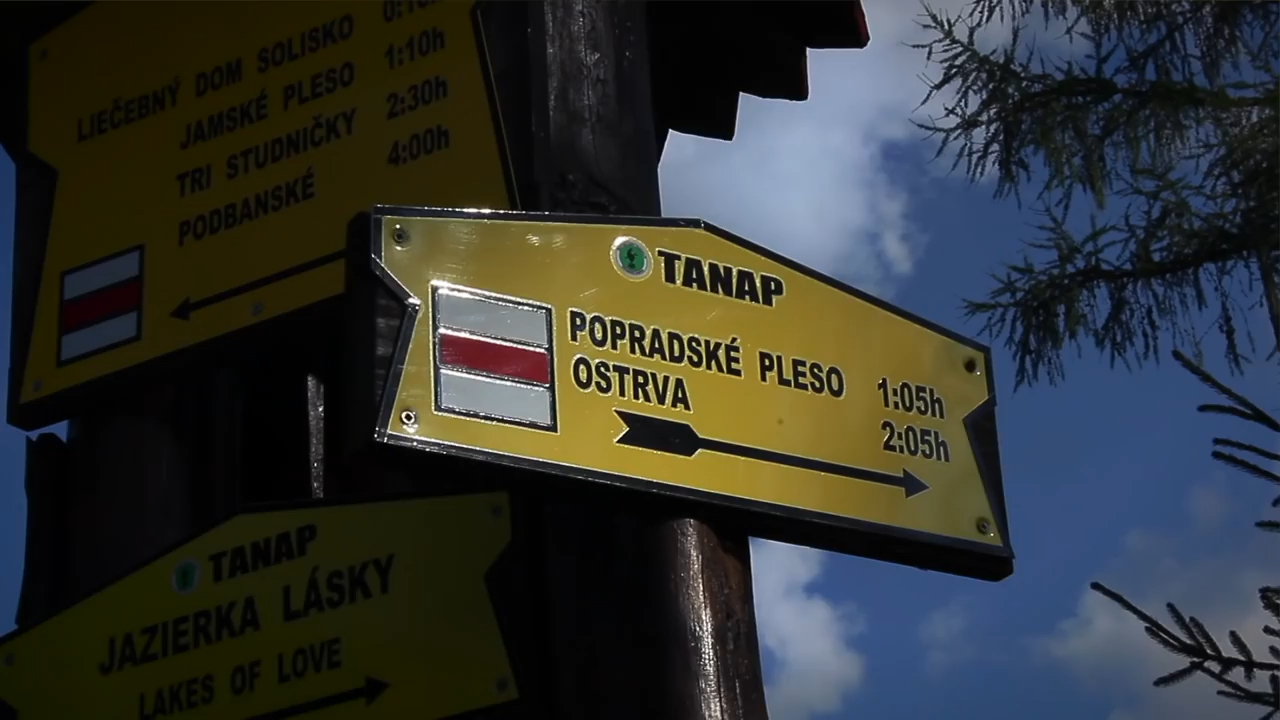 LIEČEBNÝ DOM SOLISKO
JAMSKÉ PLESO 1:10h
TRI STUDNIČKY 2:30h
PODBANSKÉ 4:00h
TANAP
POPRADSKÉ PLESO 1:05h
OSTRVA 2:05h
TANAP
JAZIERKA LÁSKY
LAKES OF LOVE